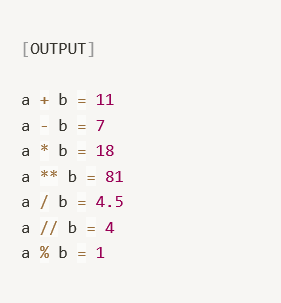 [OUTPUT]
a + b = 11
a - b = 7
a * b = 18
a ** b = 81
a / b = 4.5
a // b = 4
a % b = 1